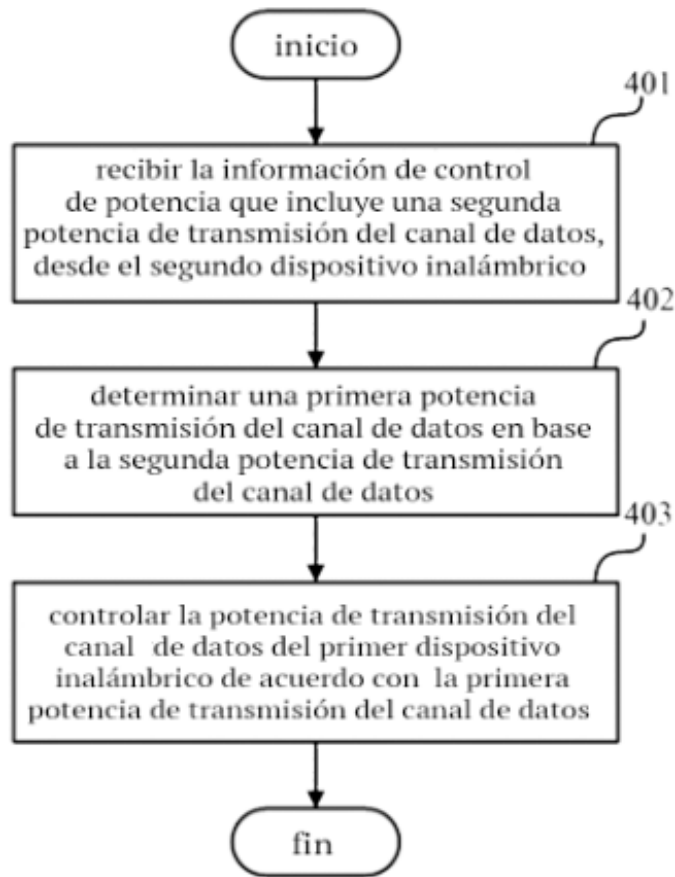 inicio
401
recibir la información de control
de potencia que incluye una segunda
potencia de transmisión del canal de datos,
desde el segundo dispositivo inalámbrico
402
determinar una primera potencia
de transmisión del canal de datos en base
a la segunda potencia de transmisión
del canal de datos
403
controlar la potencia de transmisión del
canal de datos del primer dispositivo
inalámbrico de acuerdo con la primera
potencia de transmisión del canal de datos
fin